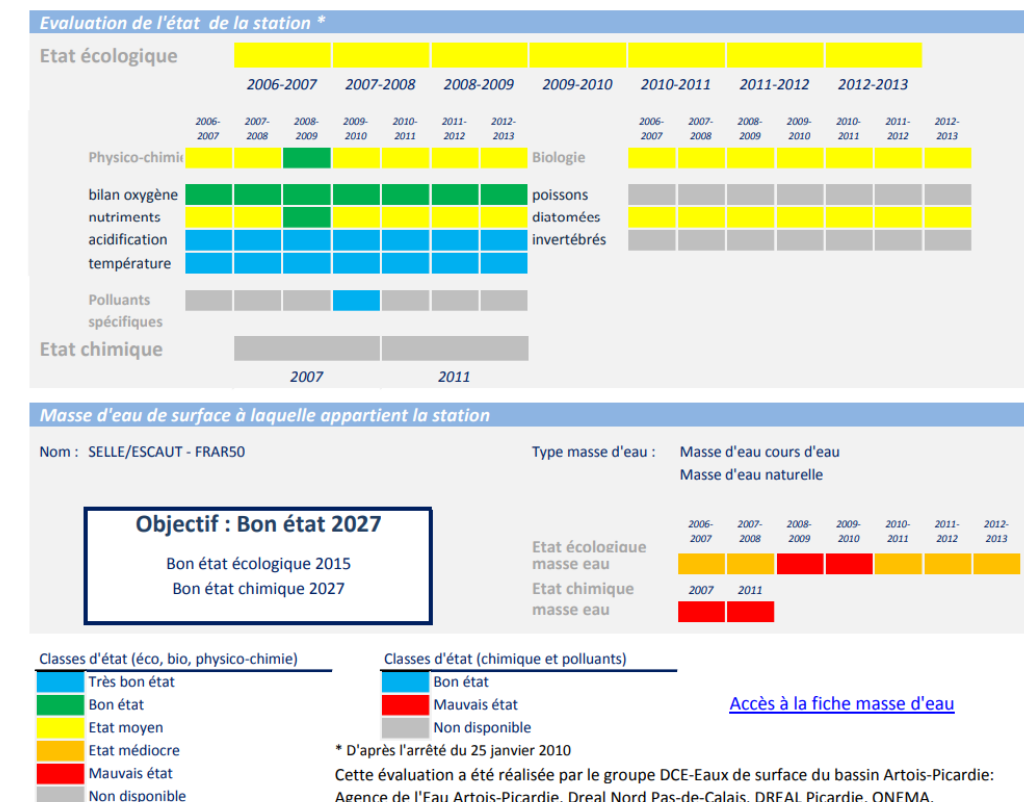 Evaluation de l'état de la station *
Etat écologique
2006-2007 2007-2008 2008-2009 2009-2010 2010-2011 2011-2012 2012-2013
2006- 2007- 2008- 2009- 2010- 2011- 2012- 2006- 2007- 2008- 2009- 2010- 2011- 2012-
2007 2008 2009 2010 2011 2012 2013 2007 2008 2009 2010 2011 2012 2013
Physico-chimie Biologie
bilan oxygène poissons
nutriments diatomées
acidification invertébrés
température
Polluants
spécifiques
Etat chimique
2007 2011
Masse d'eau de surface à laquelle appartient la station
Nom : SELLE/ESCAUT - FRAR50 Type masse d'eau : Masse d'eau cours d'eau
Masse d'eau naturelle
Objectif : Bon état 2027
Bon état écologique 2015
Bon état chimique 2027
2006- 2007- 2008- 2009- 2010- 2011- 2012-
2007 2008 2009 2010 2011 2012 2013
Etat écologique
masse eau
Etat chimique 2007 2011
masse eau
Classes d'état (éco, bio, physico-chimie) Classes d'état (chimique et polluants)
Très bon état Bon état
Bon état Mauvais état Accès à la fiche masse d'eau
Etat moyen Non disponible
Etat médiocre * D'après l'arrêté du 25 janvier 2010
Mauvais état Cette évaluation a été réalisée par le groupe DCE-Eaux de surface du bassin Artois-Picardie:
Non disponible Agence de l'Eau Artois-Picardie, Dreal Nord Pas-de-Calais, DREAL Picardie, ONEMA.